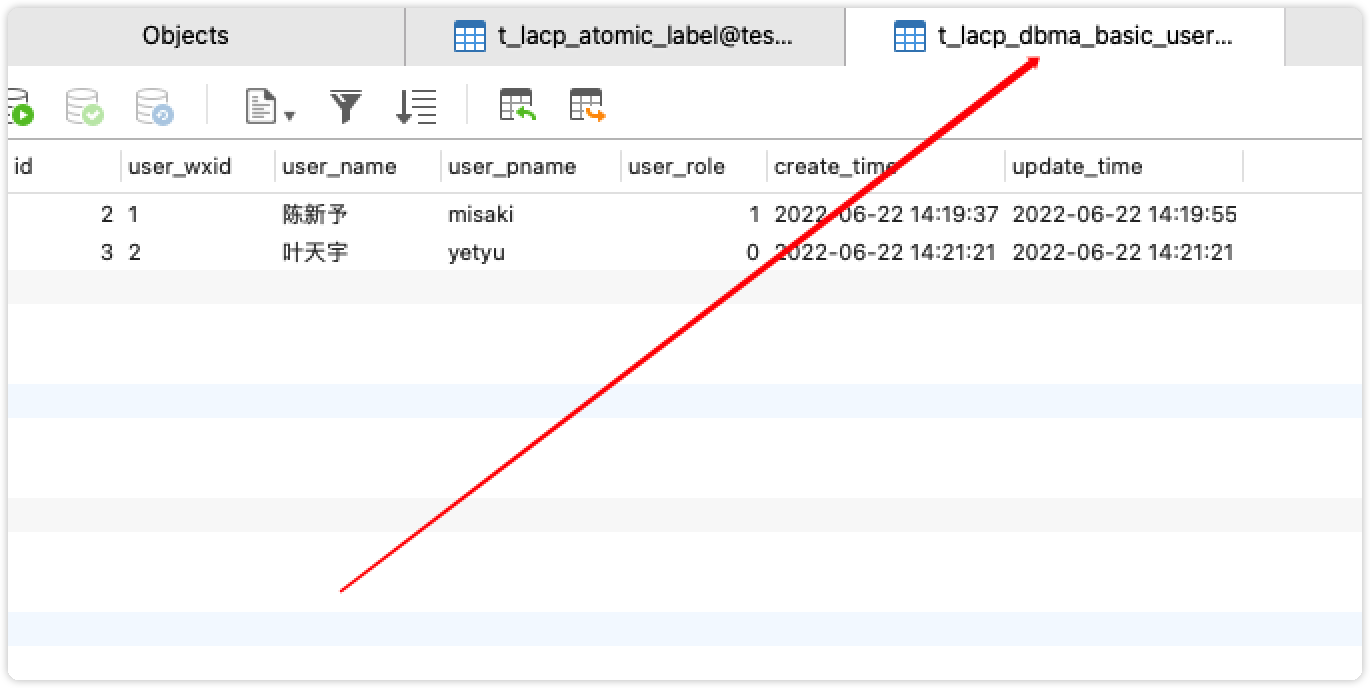 Objects t_lacp_atomic_label@tes... t_lacp_dbma_basic_user...
id user_wxid user_name user_pname user_role create_time update_time
2 1 陈新予 misaki 1 2022-06-22 14:19:37 2022-06-22 14:19:55
3 2 叶天宇 yetyu 0 2022-06-22 14:21:21 2022-06-22 14:21:21